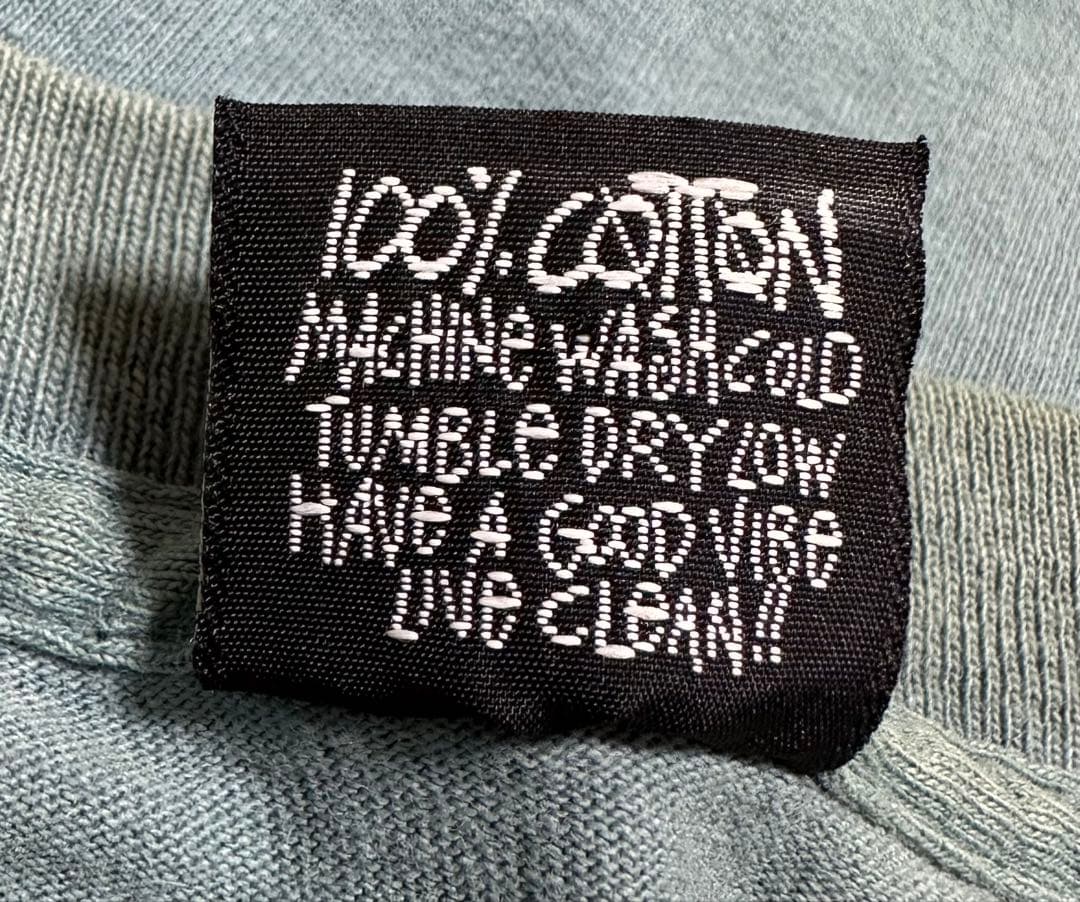 100% COTTON
MACHINE WASH COLD
TUMBLE DRY LOW
HAVE A GOOD VIBE
LIVE CLEAN!!